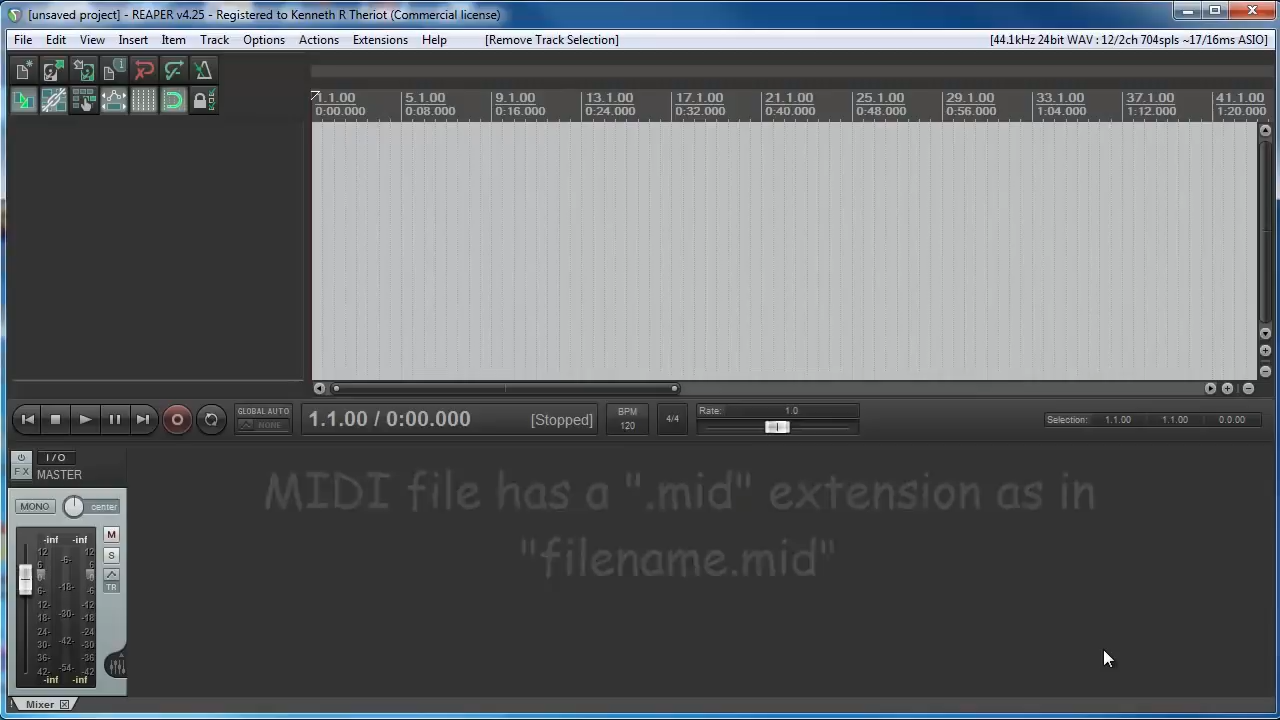 [unsaved project] - REAPER v4.25 - Registered to Kenneth R Theriot (Commercial license)
File Edit View Insert Item Track Options Actions Extensions Help [Remove Track Selection] [44.1kHz 24bit WAV : 12/2ch 704spls ~17/16ms ASIO]
1.1.00 5.1.00 9.1.00 13.1.00 17.1.00 21.1.00 25.1.00 29.1.00 33.1.00 37.1.00 41.1.00
0:00.000 0:08.000 0:16.000 0:24.000 0:32.000 0:40.000 0:48.000 0:56.000 1:04.000 1:12.000 1:20.000
GLOBAL AUTO
NONE
1.1.00 / 0:00.000 [Stopped]
BPM
120
4/4
Rate: 1.0
Selection: 1.1.00 1.1.00 0.0.00
FX
I/O
MASTER
MIDI file has a ".mid" extension as in
"filename.mid"
MONO center
-inf -inf M
12 -6- 12
6 S 6
0 0
6- -18- -6
TR
12- -12
18- -30- -18
24- -24
30- -42- -30
36- -36
42- -54- -42
-inf -inf
Mixer